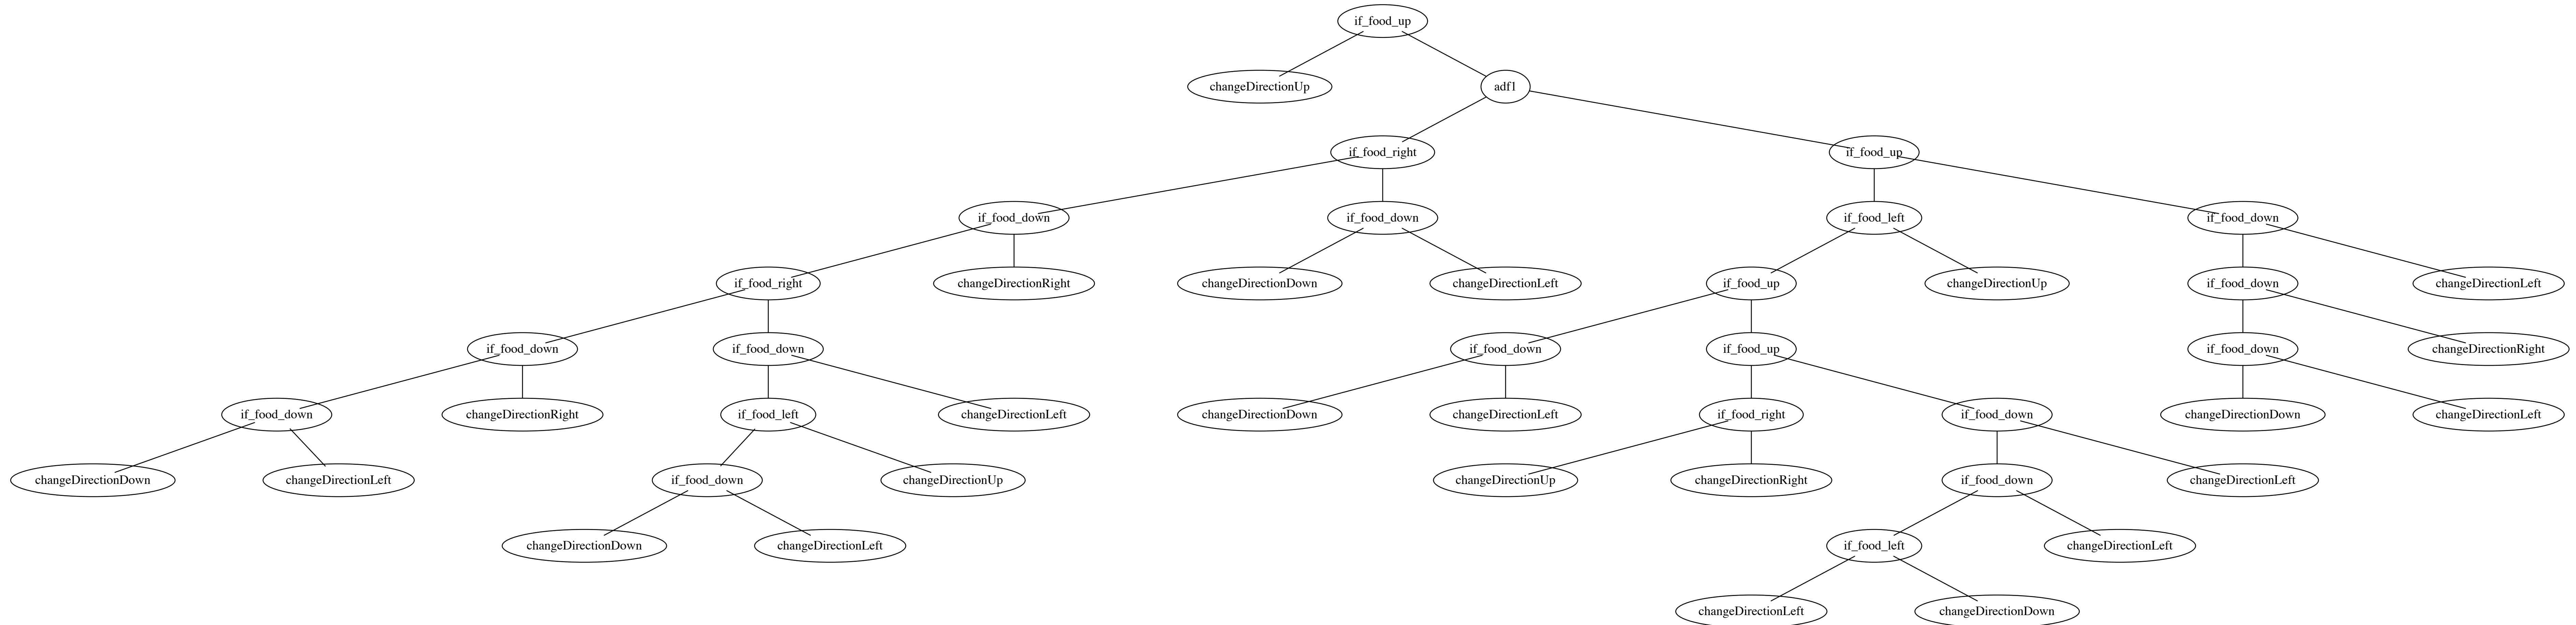 if_food_up
changeDirectionUp
adf1
if_food_right
if_food_up
if_food_down
if_food_down
if_food_left
if_food_down
if_food_right
changeDirectionRight
changeDirectionDown
changeDirectionLeft
if_food_up
changeDirectionUp
if_food_down
changeDirectionLeft
if_food_down
if_food_down
if_food_down
if_food_up
if_food_down
changeDirectionRight
if_food_down
changeDirectionRight
if_food_left
changeDirectionLeft
changeDirectionDown
changeDirectionLeft
if_food_right
if_food_down
changeDirectionDown
changeDirectionLeft
changeDirectionDown
changeDirectionLeft
if_food_down
changeDirectionUp
changeDirectionUp
changeDirectionRight
if_food_down
changeDirectionLeft
changeDirectionDown
changeDirectionLeft
if_food_left
changeDirectionLeft
changeDirectionLeft
changeDirectionDown